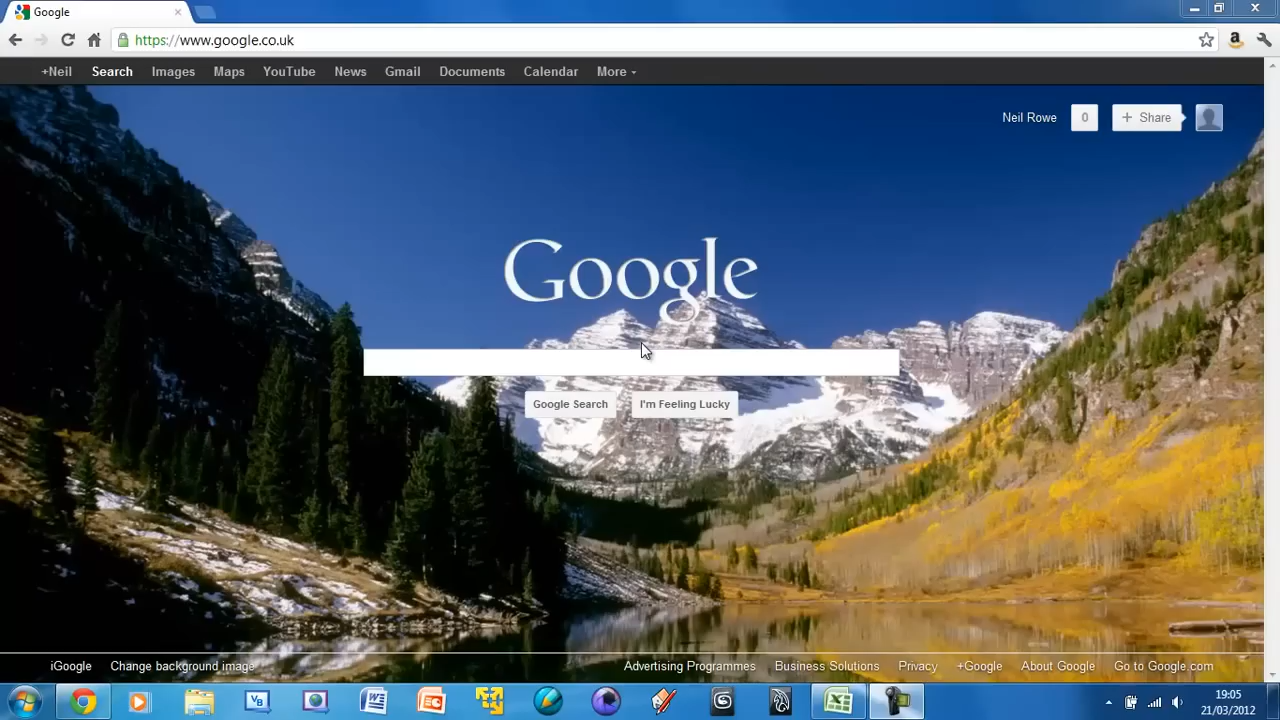 Google
https://www.google.co.uk
+Neil Search Images Maps YouTube News Gmail Documents Calendar More
Neil Rowe 0 + Share
Google
Google Search I'm Feeling Lucky
iGoogle Change background image Advertising Programmes Business Solutions Privacy +Google About Google Go to Google.com
19:05
21/03/2012